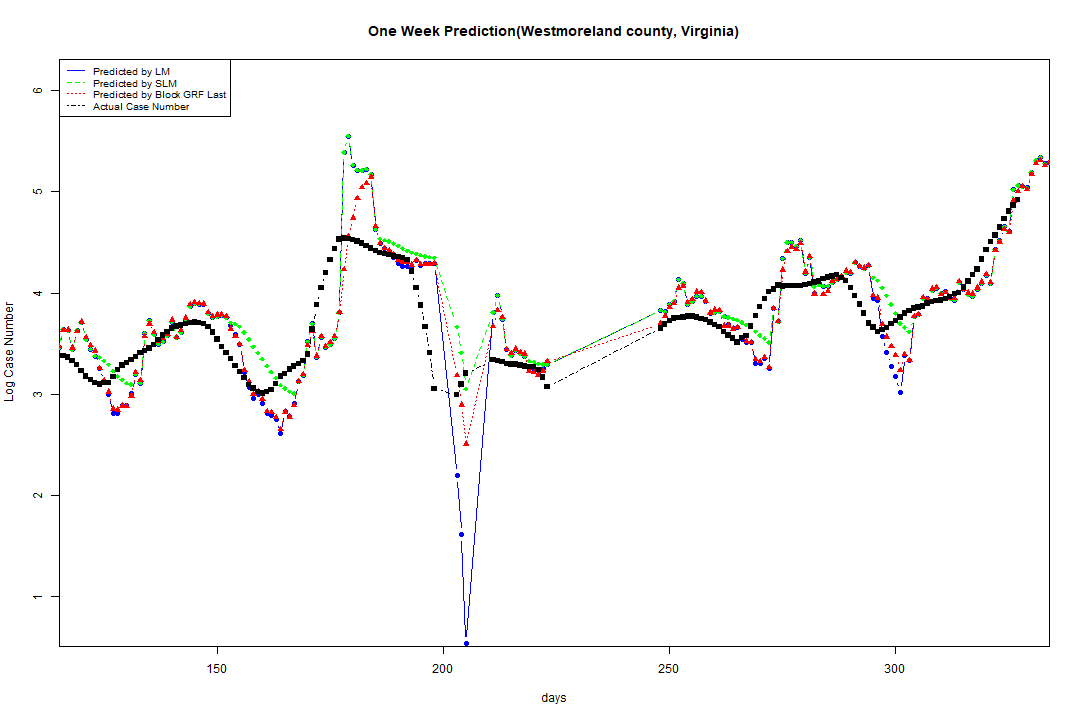 One Week Prediction(Westmoreland county, Virginia)
Predicted by LM
Predicted by SLM
Predicted by Block GRF Last
Actual Case Number
6
5
4
3
2
1
Log Case Number
150
200
250
300
days